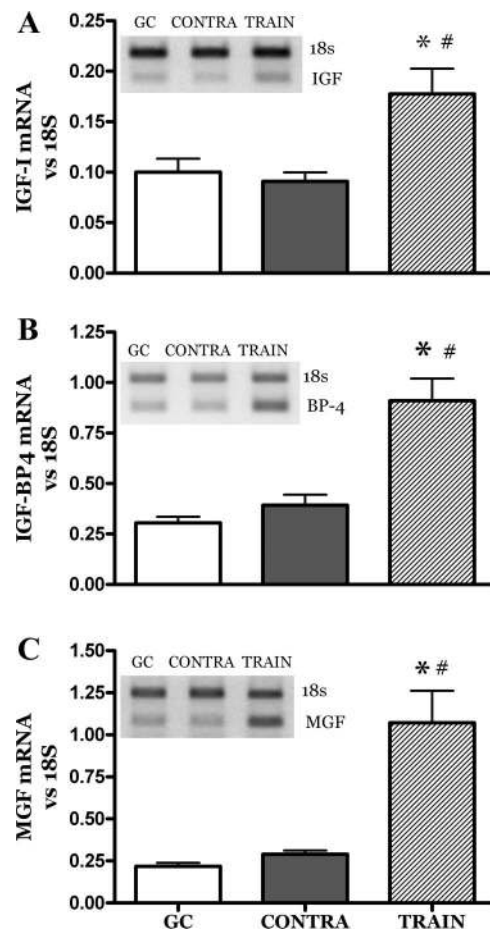 A
IGF-I mRNA
vs 18S
0.25
0.20
0.15
0.10
0.05
0.00
GC CONTRA TRAIN
18s
IGF
* #
B
IGF-BP4 mRNA
vs 18S
1.25
1.00
0.75
0.50
0.25
0.00
GC CONTRA TRAIN
18s
BP-4
* #
C
MGF mRNA
vs 18S
1.50
1.25
1.00
0.75
0.50
0.25
0.00
GC CONTRA TRAIN
18s
MGF
* #
GC CONTRA TRAIN